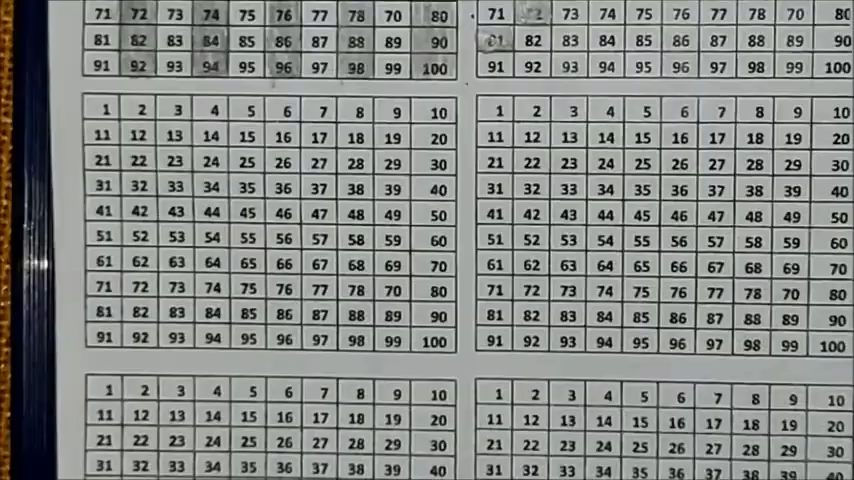 71 72 73 74 75 76 77 78 70 80
81 82 83 84 85 86 87 88 89 90
91 92 93 94 95 96 97 98 99 100
71 73 74 75 76 77 78 70 80
82 83 84 85 86 87 88 89 90
91 92 93 94 95 96 97 98 99 100
1 2 3 4 5 6 7 8 9 10
11 12 13 14 15 16 17 18 19 20
21 22 23 24 25 26 27 28 29 30
31 32 33 34 35 36 37 38 39 40
41 42 43 44 45 46 47 48 49 50
51 52 53 54 55 56 57 58 59 60
61 62 63 64 65 66 67 68 69 70
71 72 73 74 75 76 77 78 70 80
81 82 83 84 85 86 87 88 89 90
91 92 93 94 95 96 97 98 99 100
1 2 3 4 5 6 7 8 9 10
11 12 13 14 15 16 17 18 19 20
21 22 23 24 25 26 27 28 29 30
31 32 33 34 35 36 37 38 39 40
41 42 43 44 45 46 47 48 49 50
51 52 53 54 55 56 57 58 59 60
61 62 63 64 65 66 67 68 69 70
71 72 73 74 75 76 77 78 70 80
81 82 83 84 85 86 87 88 89 90
91 92 93 94 95 96 97 98 99 100
1 2 3 4 5 6 7 8 9 10
11 12 13 14 15 16 17 18 19 20
21 22 23 24 25 26 27 28 29 30
31 32 33 34 35 36 37 38 39 40
1 2 3 4 5 6 7 8 9 10
11 12 13 14 15 16 17 18 19 20
21 22 23 24 25 26 27 28 29 30
31 32 33 34 35 36 37 38 39 40